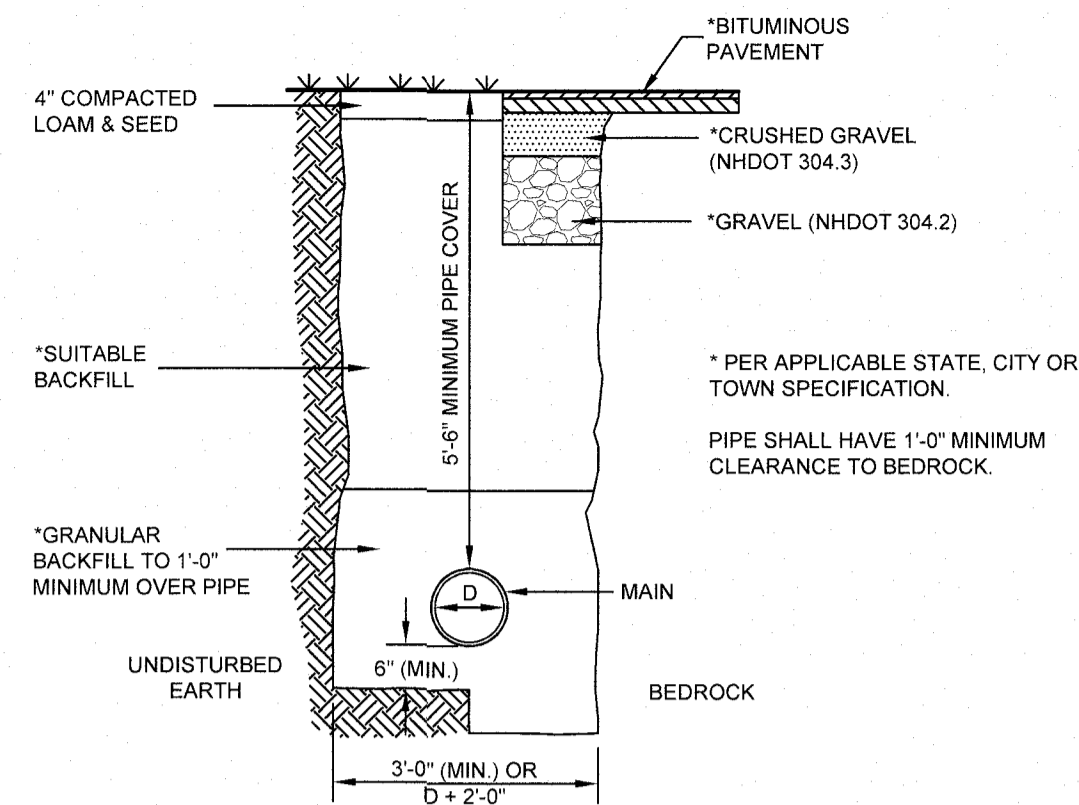 *BITUMINOUS
PAVEMENT
4" COMPACTED
LOAM & SEED
*CRUSHED GRAVEL
(NHDOT 304.3)
*GRAVEL (NHDOT 304.2)
5'-6" MINIMUM PIPE COVER
*SUITABLE
BACKFILL
* PER APPLICABLE STATE, CITY OR
TOWN SPECIFICATION.
PIPE SHALL HAVE 1'-0" MINIMUM
CLEARANCE TO BEDROCK.
*GRANULAR
BACKFILL TO 1'-0"
MINIMUM OVER PIPE
D
MAIN
6" (MIN.)
UNDISTURBED
EARTH
BEDROCK
3'-0" (MIN.) OR
D + 2'-0"